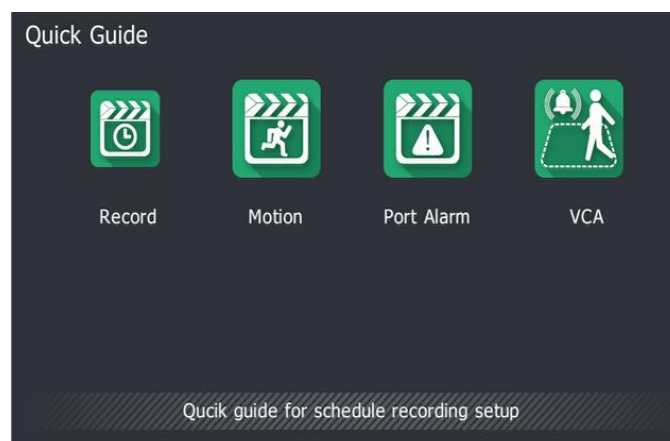 Quick Guide
Record Motion Port Alarm VCA
Qucik guide for schedule recording setup